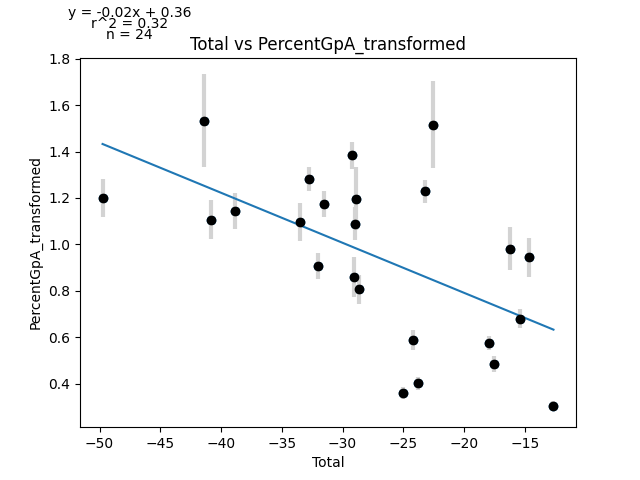 y = -0.02x + 0.36
r^2 = 0.32
n = 24
Total vs PercentGpA_transformed
PercentGpA_transformed
1.8
1.6
1.4
1.2
1.0
0.8
0.6
0.4
−50 −45 −40 −35 −30 −25 −20 −15
Total